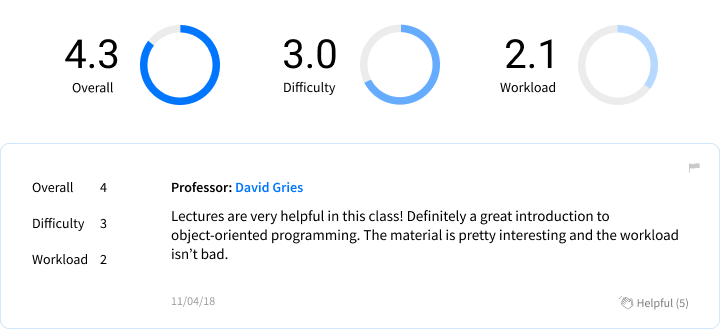 4.3
Overall
3.0
Difficulty
2.1
Workload
Overall 4
Difficulty 3
Workload 2
Professor: David Gries
Lectures are very helpful in this class! Definitely a great introduction to
object-oriented programming. The material is pretty interesting and the workload
isn’t bad.
11/04/18
Helpful (5)